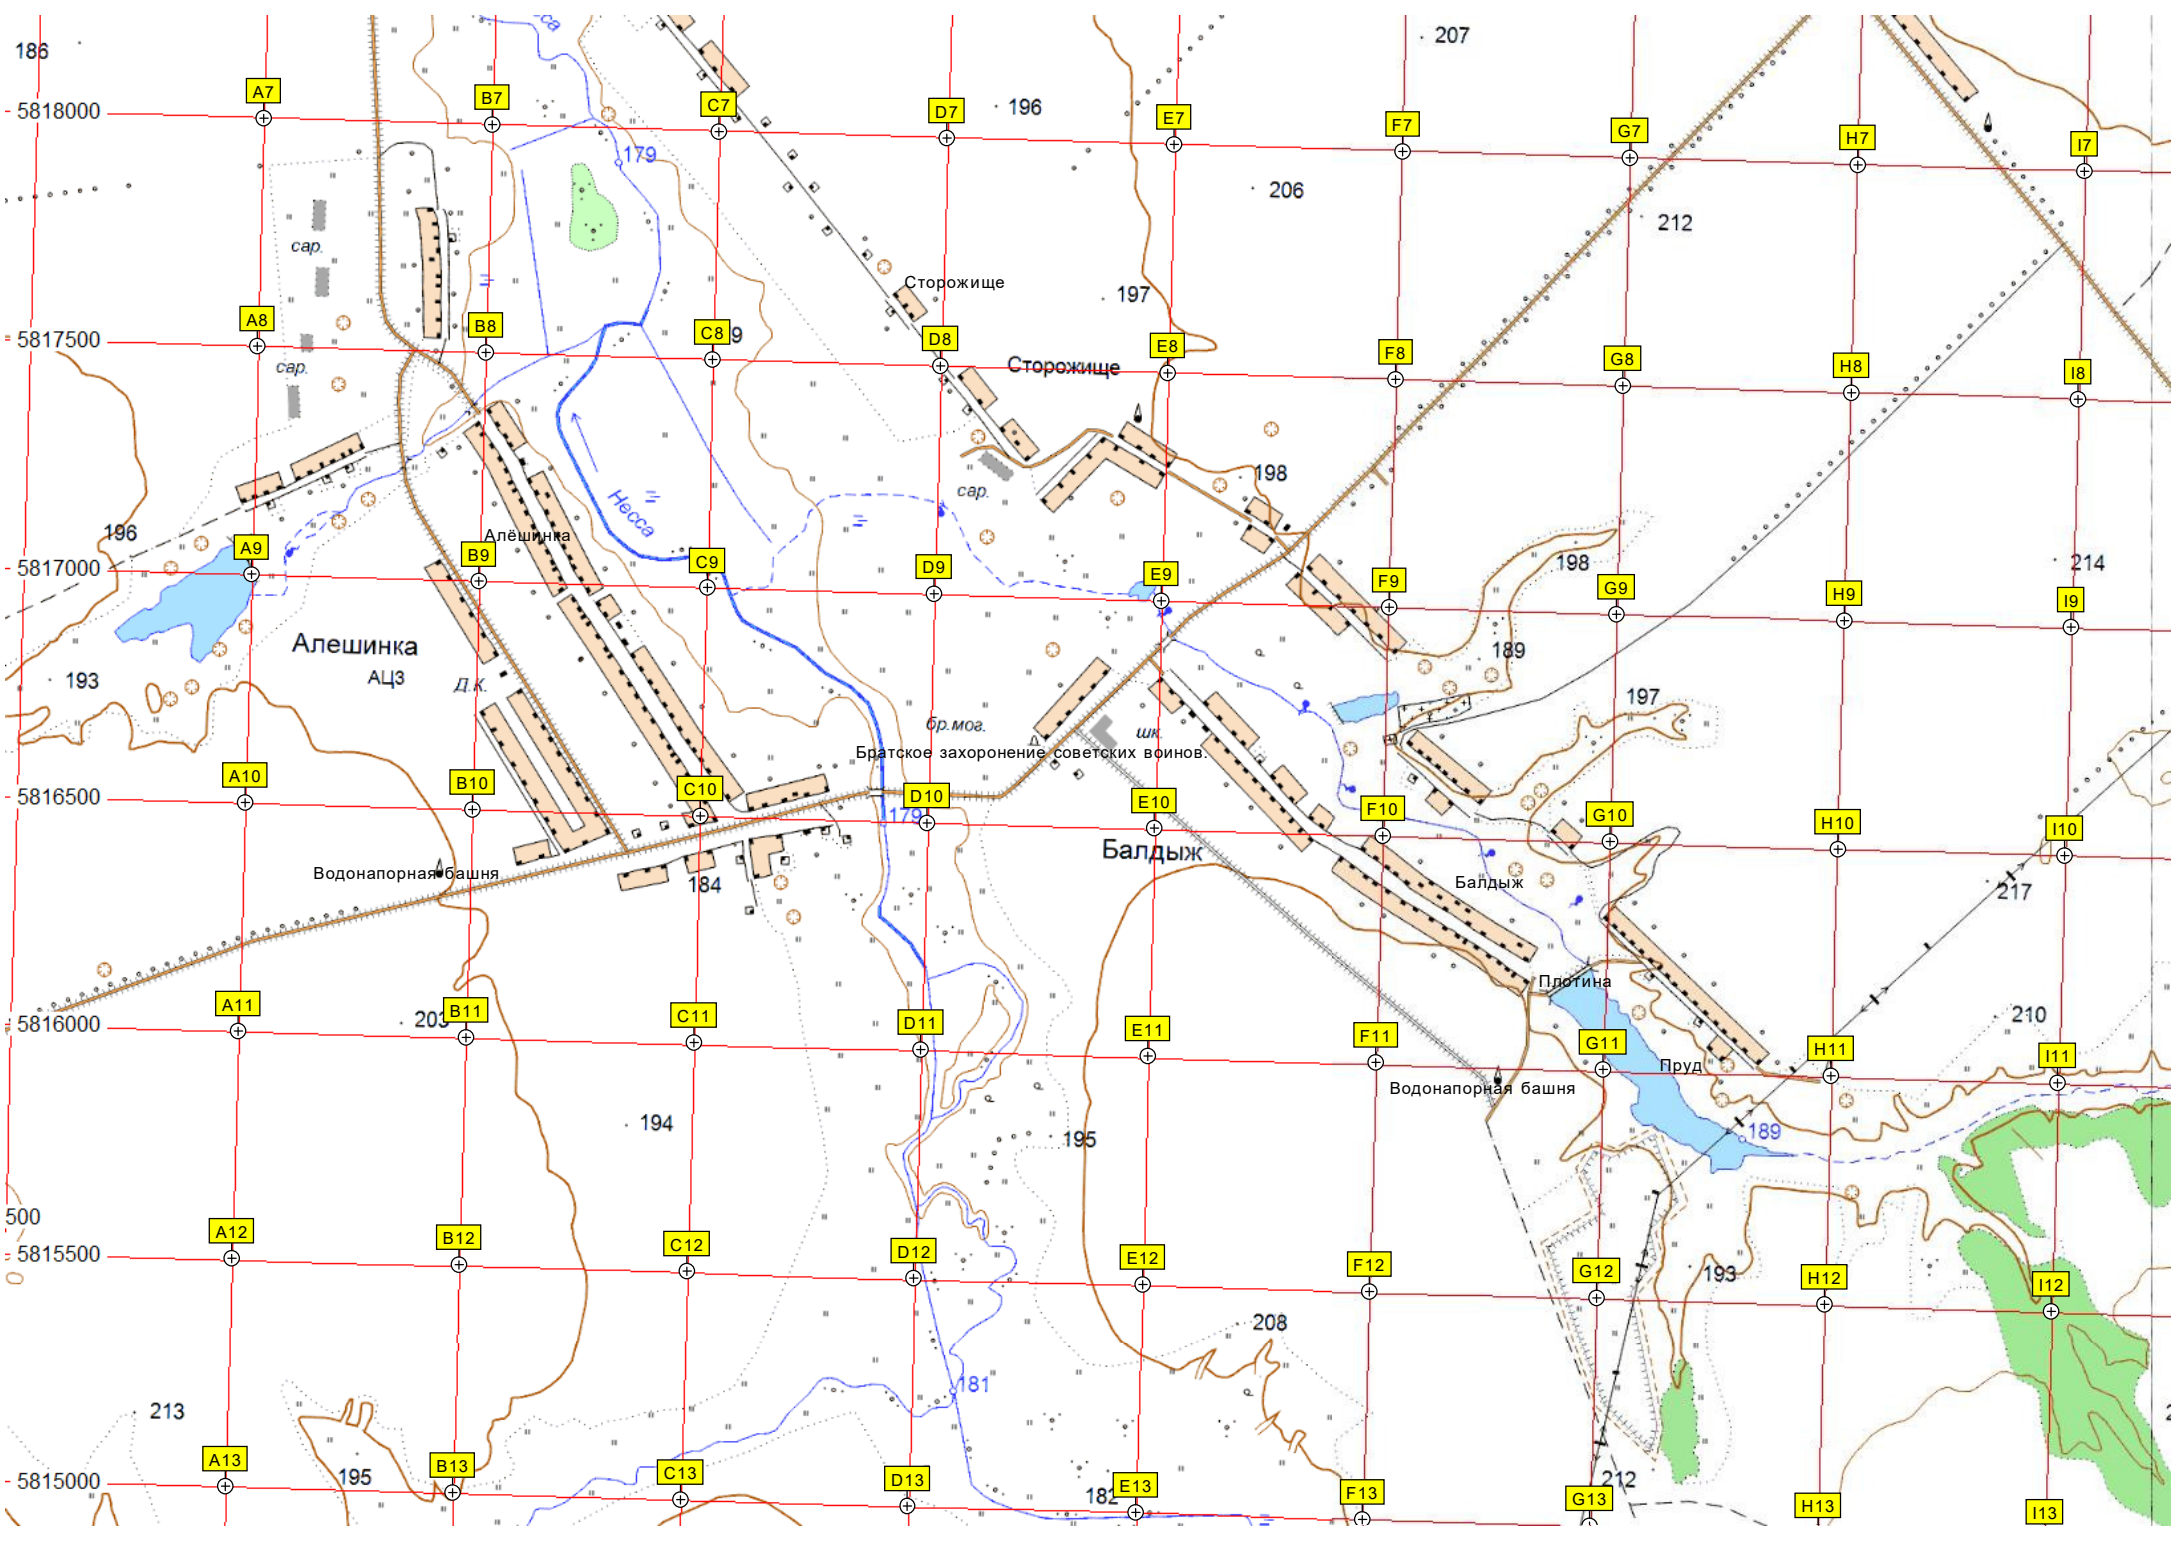 186
207
A7
B7
C7
D7
E7
F7
G7
H7
I7
5818000
196
179
206
212
сар.
Сторожище
197
A8
B8
C8
9
D8
E8
F8
G8
H8
I8
5817500
сар.
Сторожище
198
сар.
Несса
196
Алёшинка
A9
B9
C9
D9
E9
F9
G9
H9
I9
5817000
198
214
Алешинка
АЦЗ
189
193
Д.К.
197
бр.мог.
шк.
Братское захоронение советских воинов.
A10
B10
C10
D10
E10
F10
G10
H10
I10
5816500
179
Балдыж
Водонапорная башня
184
Балдыж
217
Плотина
A11
B11
C11
D11
E11
F11
G11
H11
I11
5816000
203
210
Пруд
Водонапорная башня
194
195
189
500
A12
B12
C12
D12
E12
F12
G12
H12
I12
5815500
193
208
181
213
A13
B13
C13
D13
E13
F13
G13
H13
I13
5815000
195
182
212